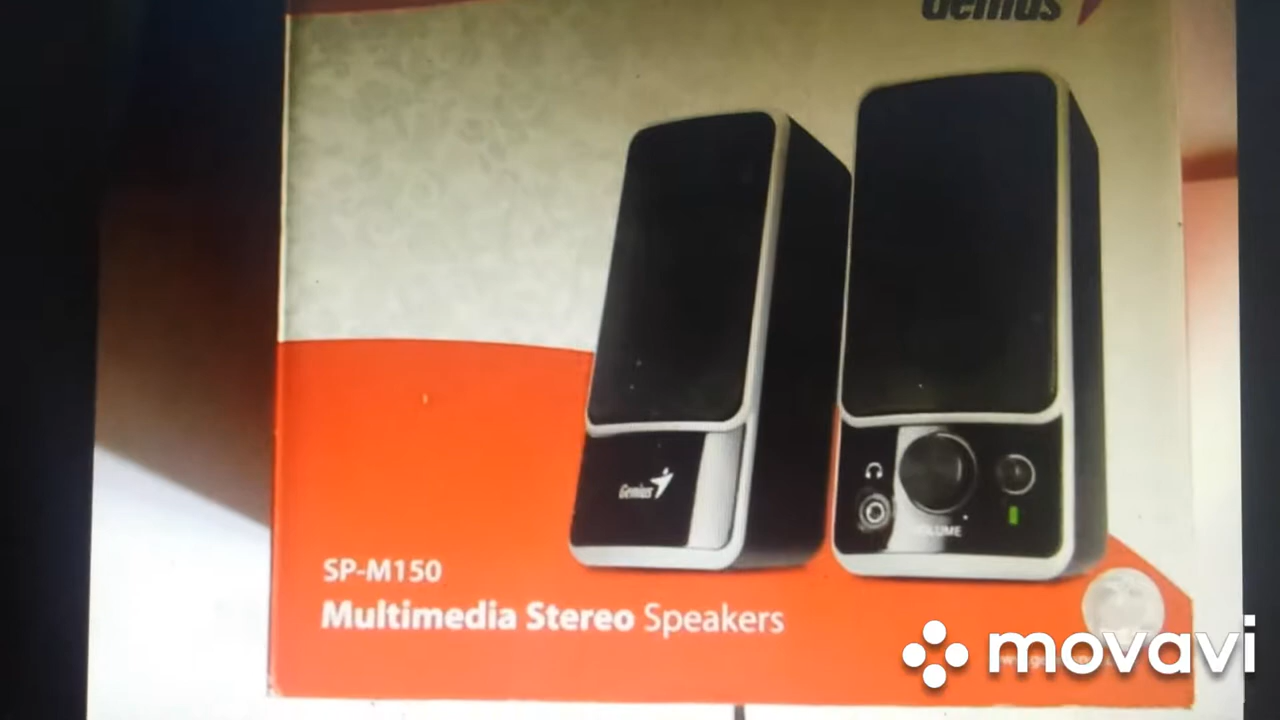 Genius
Genius
VOLUME
SP-M150
Multimedia Stereo Speakers
movavi